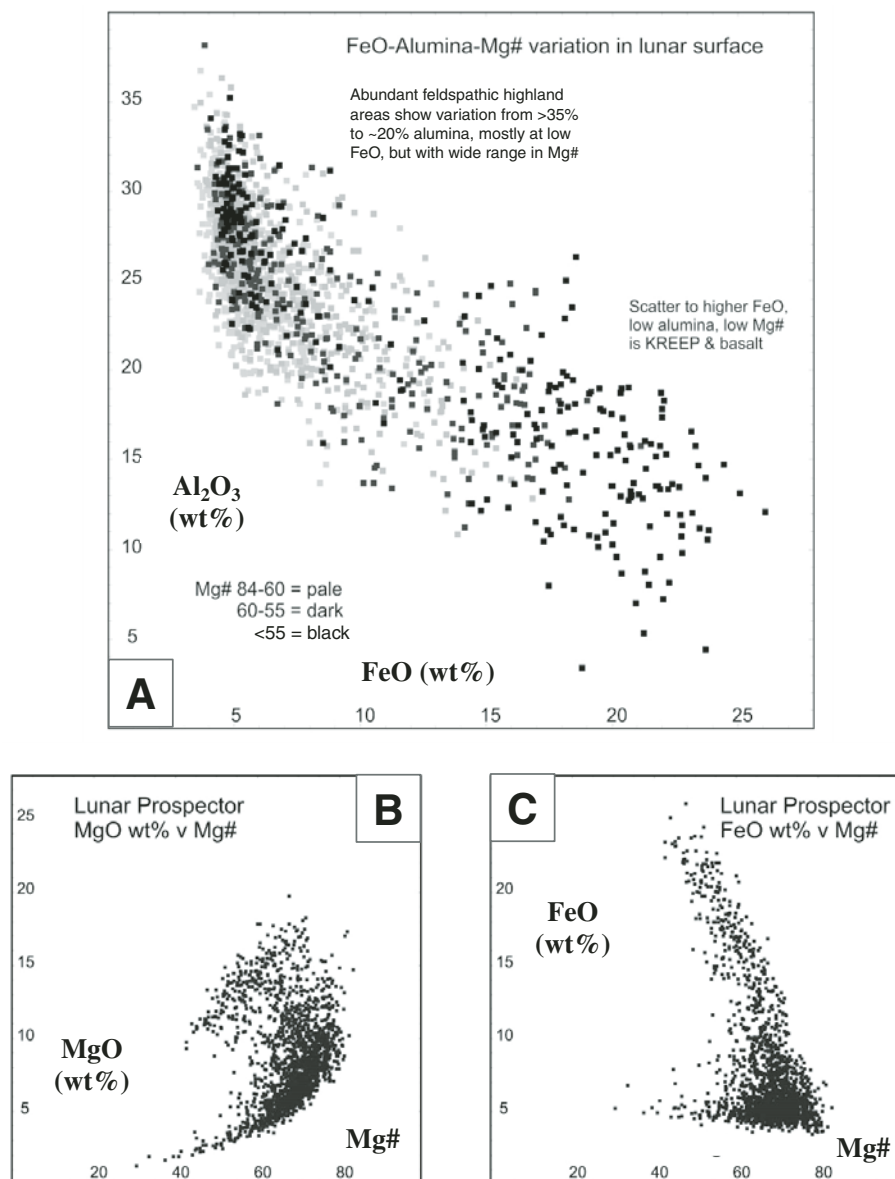 FeO-Alumina-Mg# variation in lunar surface
Abundant feldspathic highland
areas show variation from >35%
to ~20% alumina, mostly at low
FeO, but with wide range in Mg#
35
30
25
20
15
10
5
Scatter to higher FeO,
low alumina, low Mg#
is KREEP & basalt
Al₂O₃
(wt%)
Mg# 84-60 = pale
60-55 = dark
<55 = black
FeO (wt%)
A
5 10 15 20 25
Lunar Prospector
MgO wt% v Mg#
B
25
20
15
10
5
MgO
(wt%)
Mg#
20 40 60 80
C
Lunar Prospector
FeO wt% v Mg#
20
15
10
5
FeO
(wt%)
Mg#
20 40 60 80